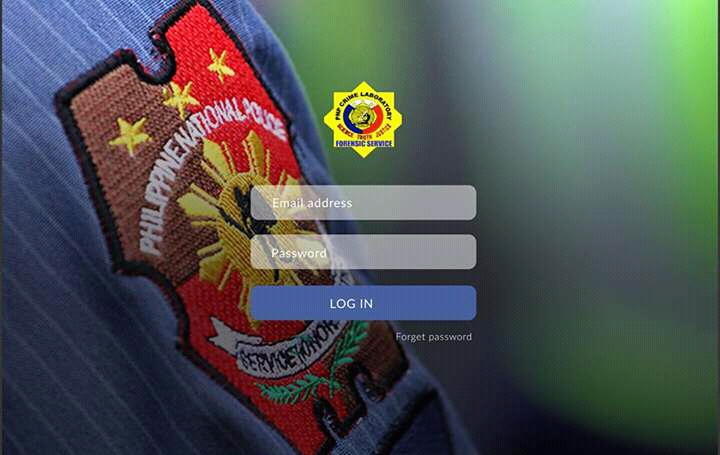 PNP CRIME LABORATORY
SCIENCE TRUTH JUSTICE
FORENSIC SERVICE
PHILIPPINE NATIONAL POLICE
SERVICE HONOR
Email address
Password
LOG IN
Forget password